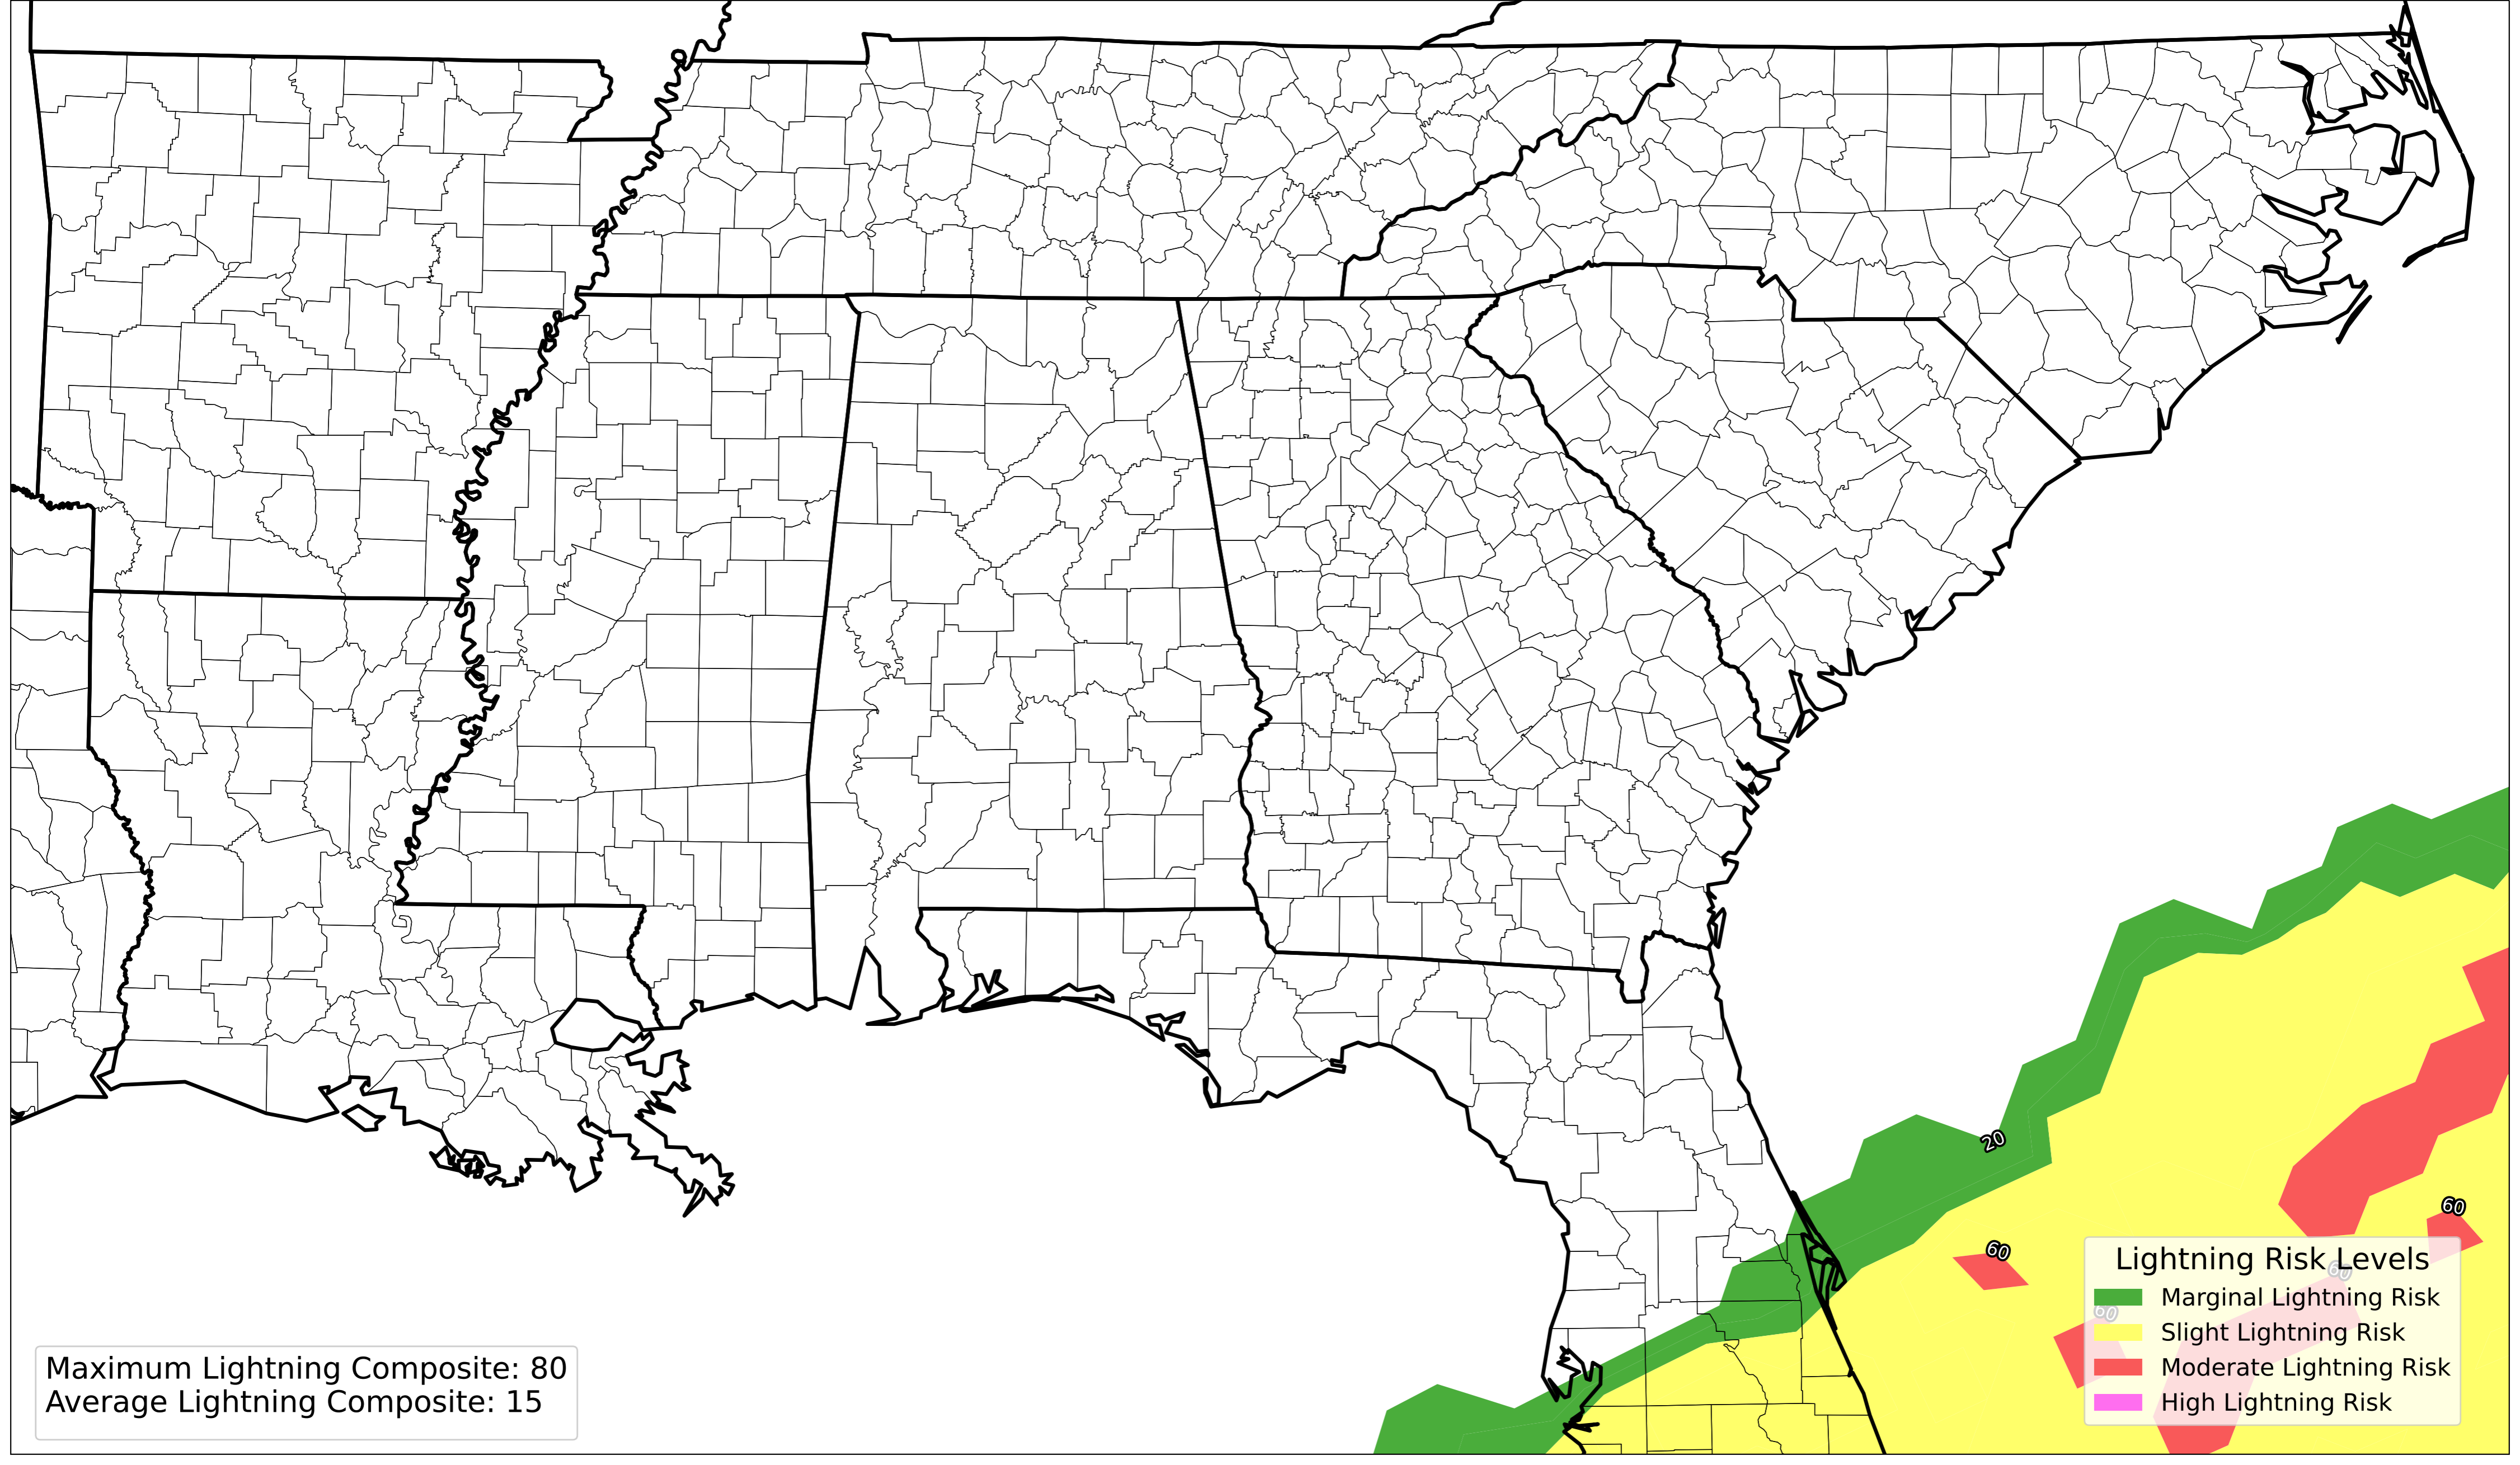 20
60
60
60
60
Lightning Risk Levels
Marginal Lightning Risk
Slight Lightning Risk
Moderate Lightning Risk
High Lightning Risk
Maximum Lightning Composite: 80
Average Lightning Composite: 15